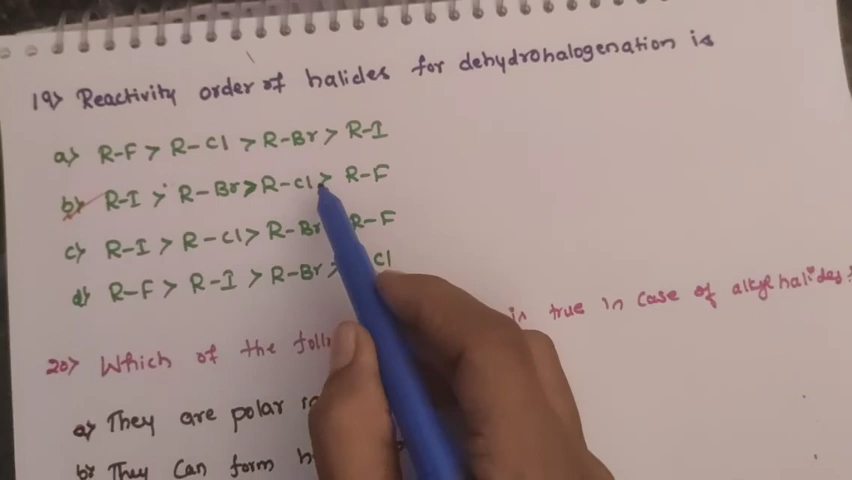 19) Reactivity order of halides for dehydrohalogenation is
a) R-F > R-Cl > R-Br > R-I
b) R-I > R-Br > R-Cl > R-F
c) R-I > R-Cl > R-Br R-F
d) R-F > R-I > R-Br > Cl
20) Which of the is true in case of alkyl halides?
a) They are polar
b) They can form